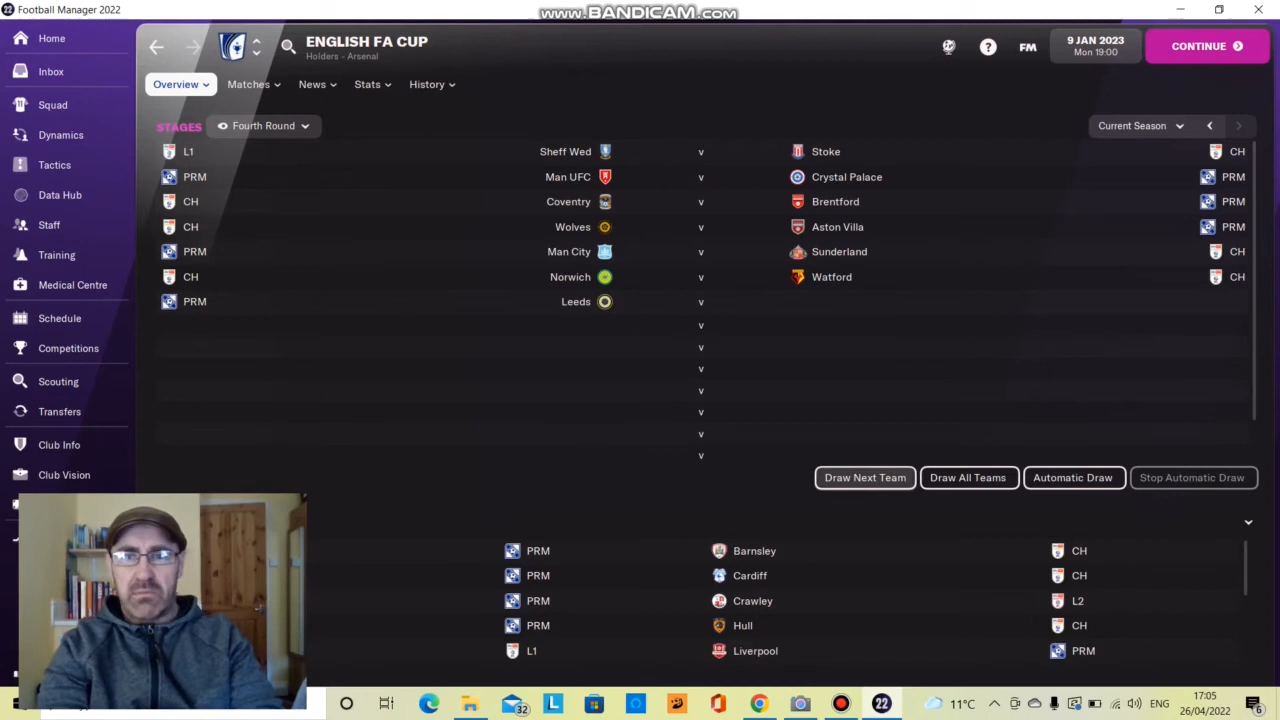 22 Football Manager 2022
www.BANDICAM.com
Home
Inbox
Squad
Dynamics
Tactics
Data Hub
Staff
Training
Medical Centre
Schedule
Competitions
Scouting
Transfers
Club Info
Club Vision
ENGLISH FA CUP
Holders - Arsenal
? FM
9 JAN 2023
Mon 19:00
CONTINUE
Overview Matches News Stats History
STAGES Fourth Round Current Season
L1 Sheff Wed v Stoke CH
PRM Man UFC v Crystal Palace PRM
CH Coventry v Brentford PRM
CH Wolves v Aston Villa PRM
PRM Man City v Sunderland CH
CH Norwich v Watford CH
PRM Leeds v
v
v
v
v
v
v
v
Draw Next Team Draw All Teams Automatic Draw Stop Automatic Draw
PRM Barnsley CH
PRM Cardiff CH
PRM Crawley L2
PRM Hull CH
L1 Liverpool PRM
32 L 22 11°C
17:05
26/04/2022
6